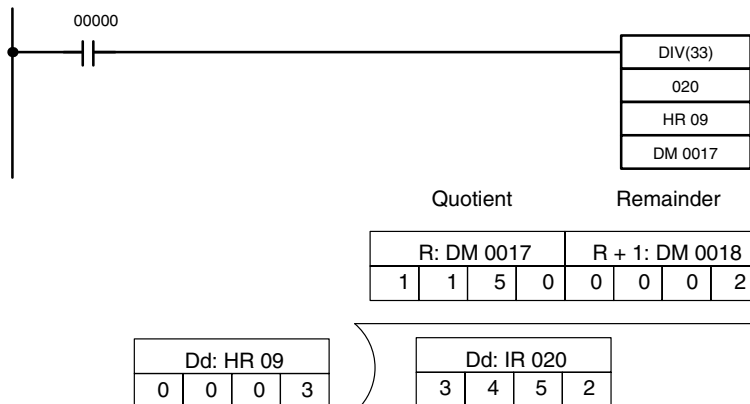 00000
DIV(33)
020
HR 09
DM 0017
Quotient Remainder
R: DM 0017 R + 1: DM 0018
1 1 5 0 0 0 0 2
Dd: HR 09 Dd: IR 020
0 0 0 3 3 4 5 2